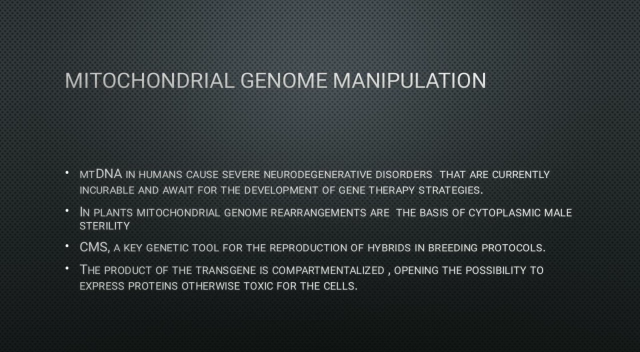 MITOCHONDRIAL GENOME MANIPULATION
• MTDNA IN HUMANS CAUSE SEVERE NEURODEGENERATIVE DISORDERS THAT ARE CURRENTLY
INCURABLE AND AWAIT FOR THE DEVELOPMENT OF GENE THERAPY STRATEGIES.
• IN PLANTS MITOCHONDRIAL GENOME REARRANGEMENTS ARE THE BASIS OF CYTOPLASMIC MALE
STERILITY
• CMS, A KEY GENETIC TOOL FOR THE REPRODUCTION OF HYBRIDS IN BREEDING PROTOCOLS.
• THE PRODUCT OF THE TRANSGENE IS COMPARTMENTALIZED , OPENING THE POSSIBILITY TO
EXPRESS PROTEINS OTHERWISE TOXIC FOR THE CELLS.